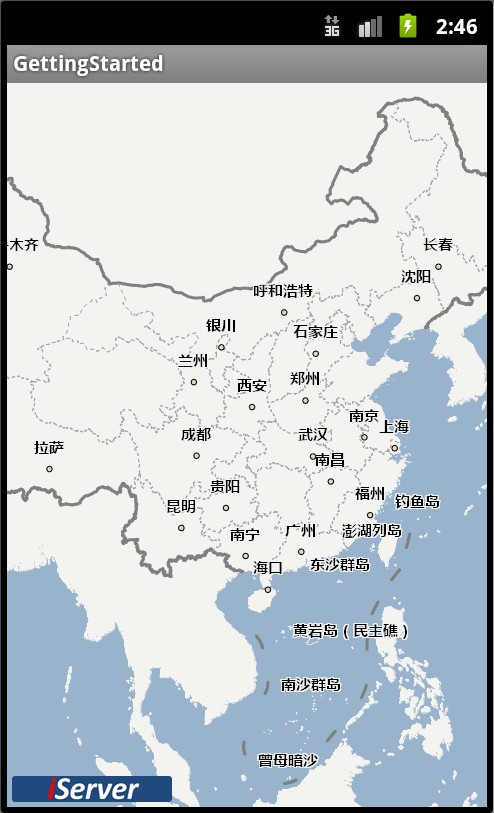 3G 2:46
GettingStarted
木齐
长春
沈阳
呼和浩特
银川
石家庄
兰州
郑州
西安
南京
上海
成都
武汉
拉萨
南昌
贵阳
福州
钓鱼岛
昆明
广州
澎湖列岛
南宁
东沙群岛
海口
黄岩岛（民主礁）
南沙群岛
曾母暗沙
iServer